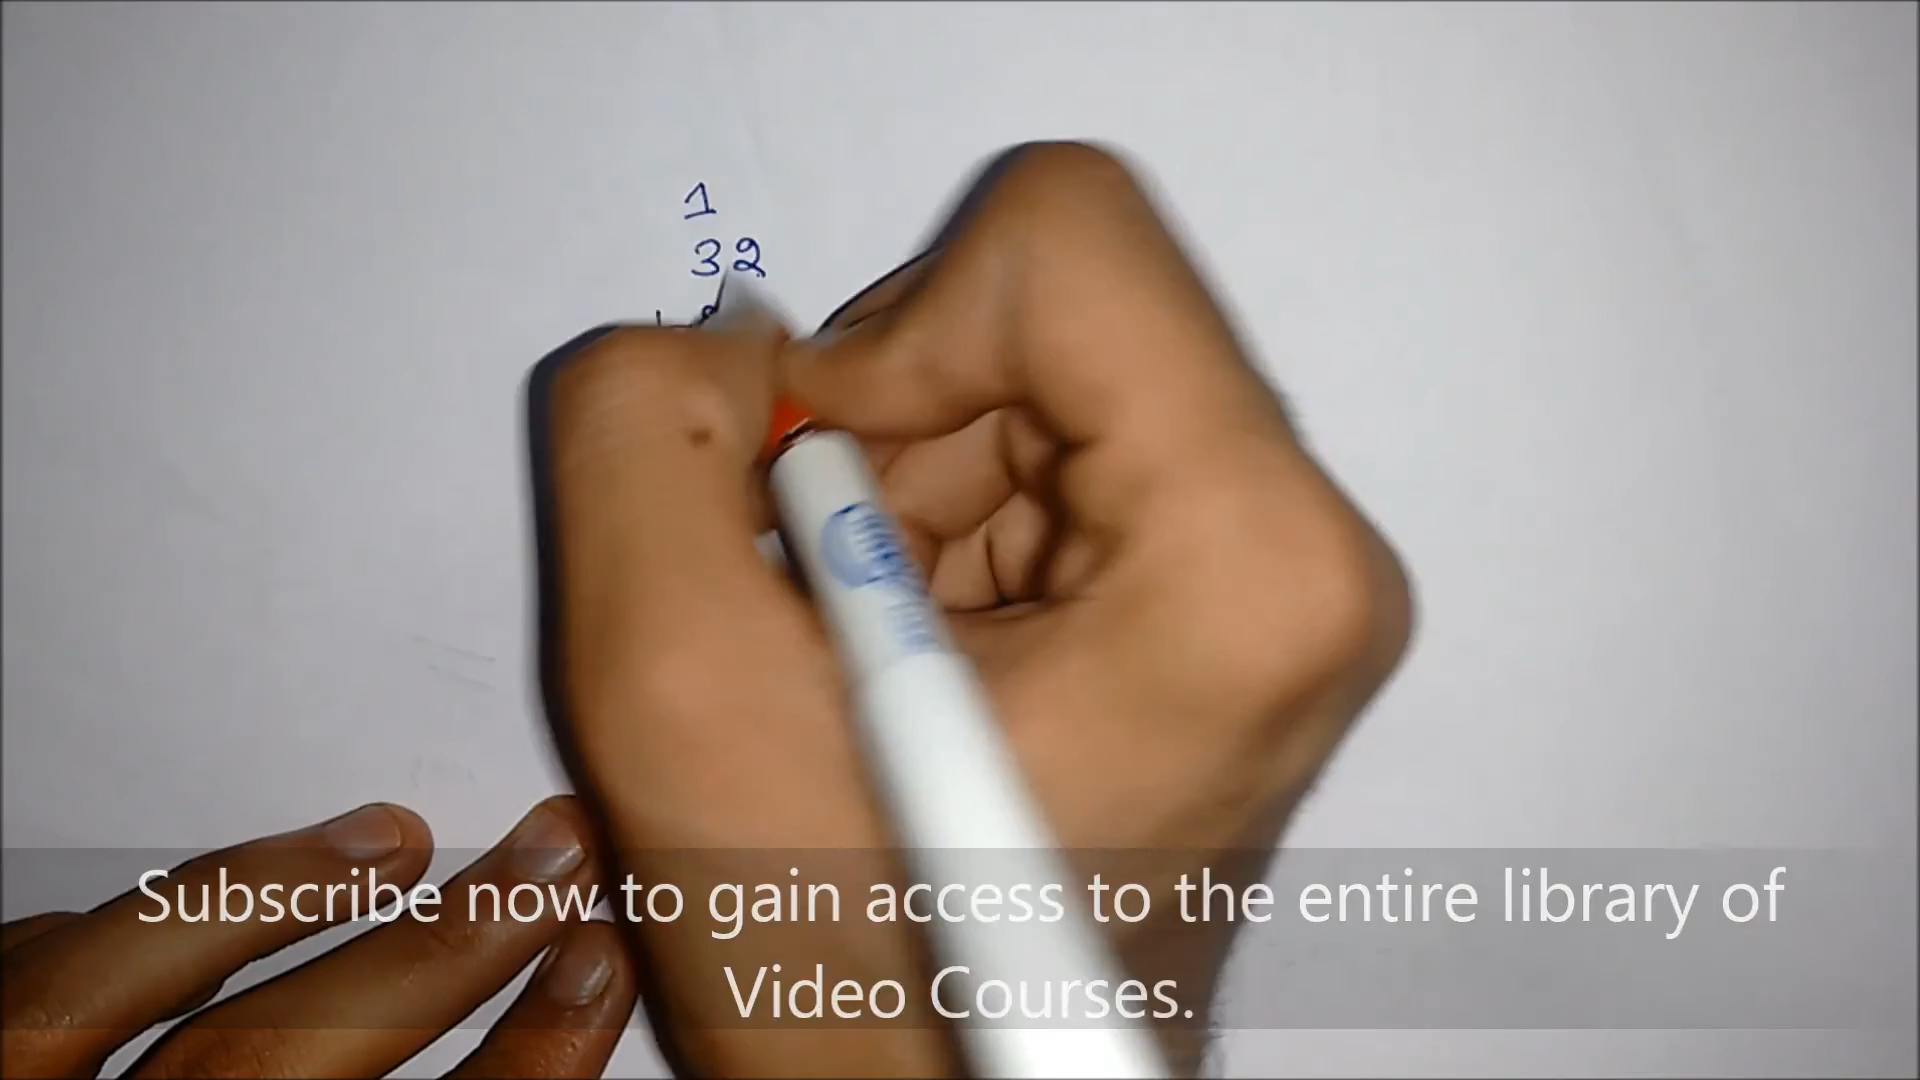 1
32
Subscribe now to gain access to the entire library of
Video Courses.